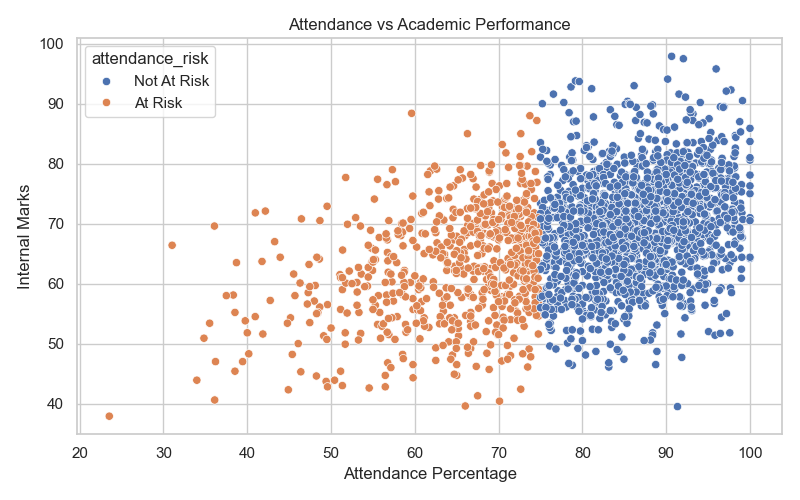 Attendance vs Academic Performance
attendance_risk
Not At Risk
At Risk
100
90
80
70
60
50
40
Internal Marks
20
30
40
50
60
70
80
90
100
Attendance Percentage